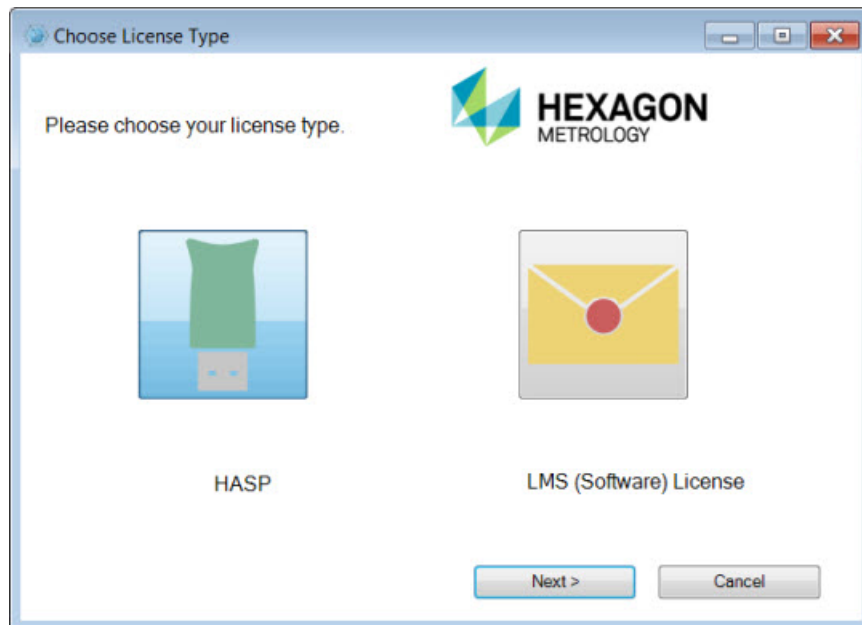 Choose License Type
Please choose your license type.
HEXAGON
METROLOGY
HASP
LMS (Software) License
Next >
Cancel